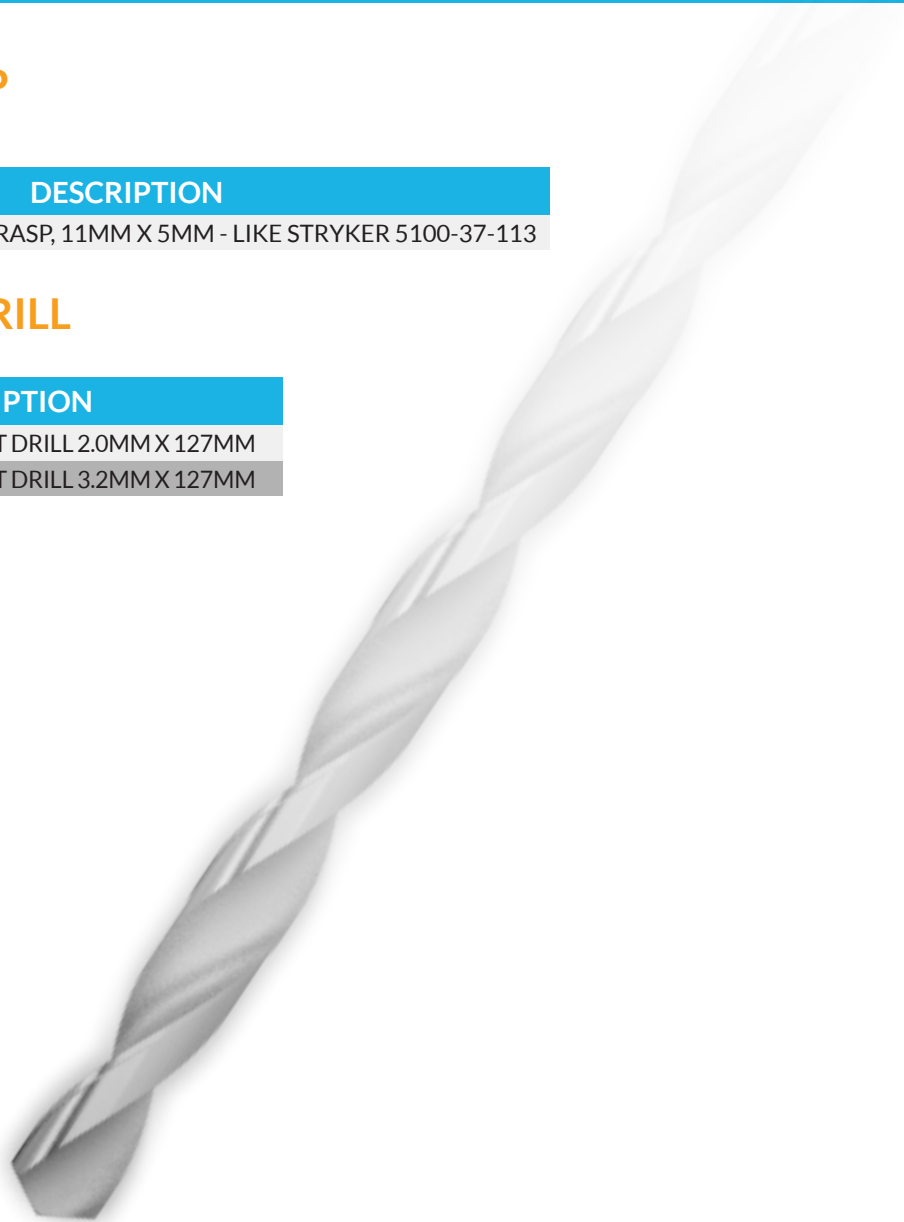 P
DESCRIPTION
RASP, 11MM X 5MM - LIKE STRYKER 5100-37-113
RILL
PTION
T DRILL 2.0MM X 127MM
T DRILL 3.2MM X 127MM